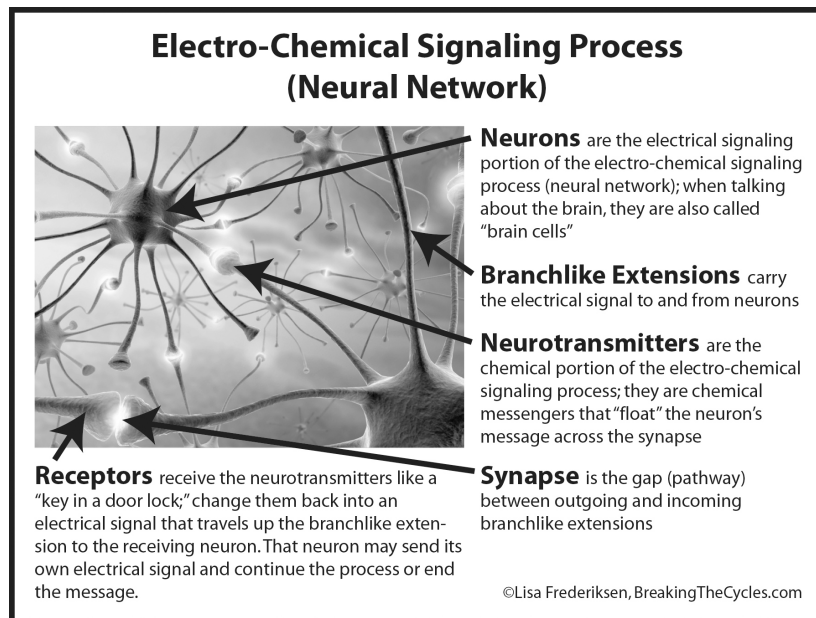 Electro-Chemical Signaling Process
(Neural Network)
Neurons are the electrical signaling
portion of the electro-chemical signaling
process (neural network); when talking
about the brain, they are also called
“brain cells”
Branchlike Extensions carry
the electrical signal to and from neurons
Neurotransmitters are the
chemical portion of the electro-chemical
signaling process; they are chemical
messengers that “float” the neuron’s
message across the synapse
Synapse is the gap (pathway)
between outgoing and incoming
branchlike extensions
Receptors receive the neurotransmitters like a
“key in a door lock;” change them back into an
electrical signal that travels up the branchlike exten-
sion to the receiving neuron. That neuron may send its
own electrical signal and continue the process or end
the message.
©Lisa Frederiksen, BreakingTheCycles.com